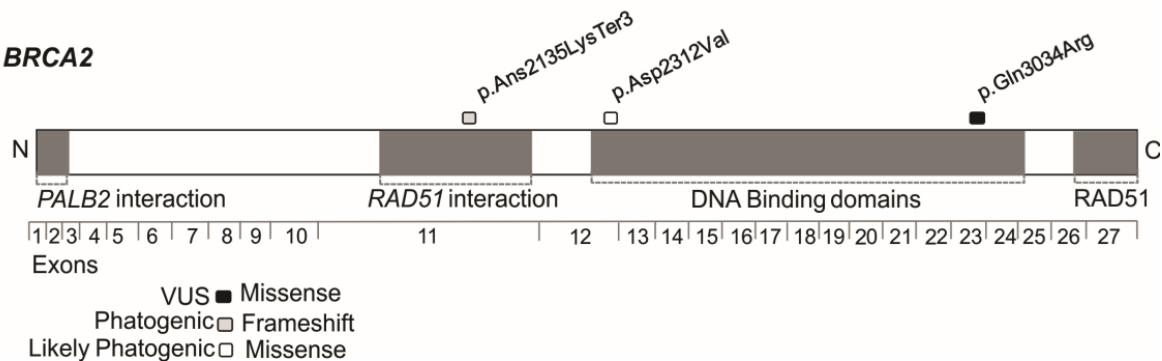 BRCA2
p.Ans2135LysTer3
p.Asp2312Val
p.Gln3034Arg
N
C
PALB2 interaction
RAD51 interaction
DNA Binding domains
RAD51
1 2 3 4 5 6 7 8 9 10 11 12 13 14 15 16 17 18 19 20 21 22 23 24 25 26 27
Exons
VUS Missense
Phatogenic Frameshift
Likely Phatogenic Missense